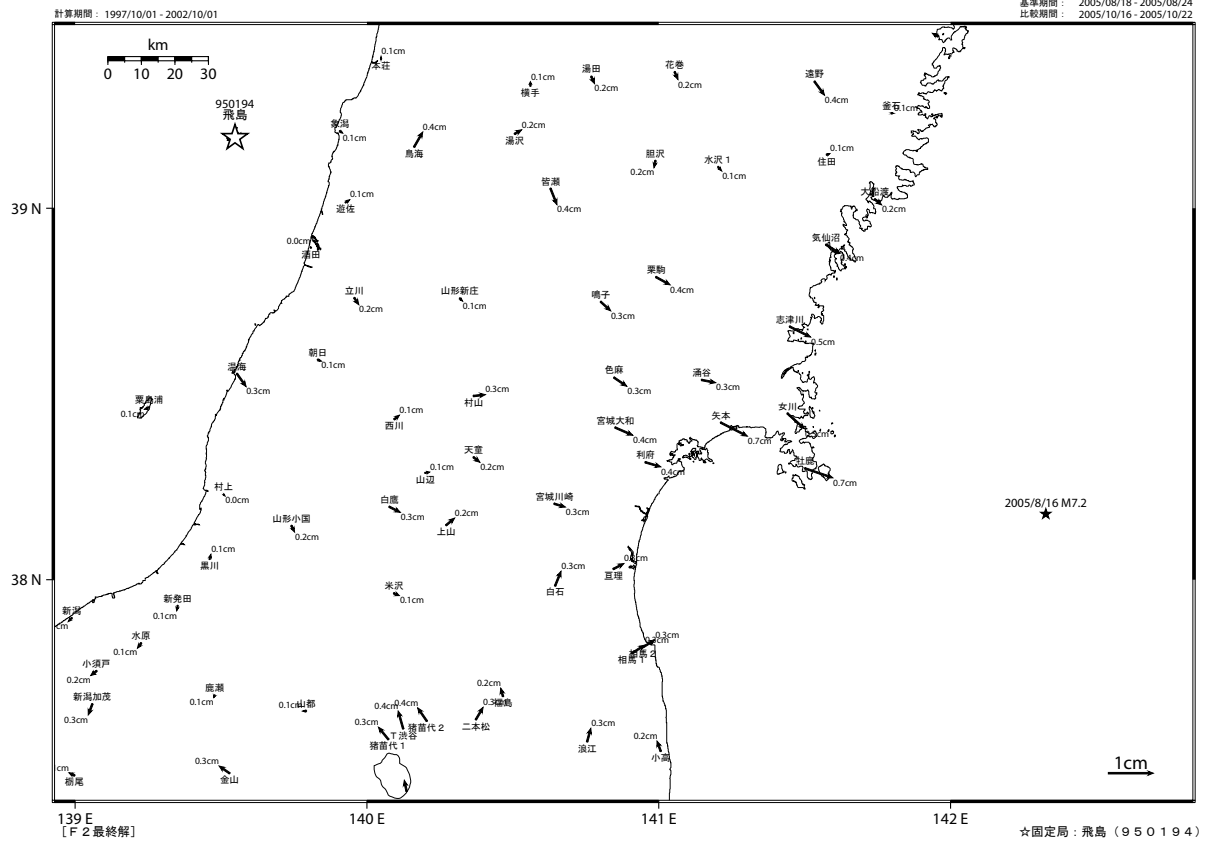 基準期間： 2005/08/18 - 2005/08/24
計算期間： 1997/10/01 - 2002/10/01
比較期間： 2005/10/16 - 2005/10/22
km
0 10 20 30
950194
飛島
本荘
0.1cm
横手
0.1cm
湯田
0.2cm
花巻
0.2cm
遠野
0.4cm
釜石
0.1cm
象潟
0.1cm
鳥海
0.4cm
湯沢
0.2cm
胆沢
0.2cm
水沢１
0.1cm
住田
0.1cm
皆瀬
0.4cm
大船渡
0.2cm
39 N
遊佐
0.1cm
酒田
0.0cm
気仙沼
0.4cm
立川
0.2cm
山形新庄
0.1cm
栗駒
0.4cm
鳴子
0.3cm
志津川
0.5cm
朝日
0.1cm
温海
0.3cm
色麻
0.3cm
涌谷
0.3cm
粟島浦
0.1cm
村山
0.3cm
西川
0.1cm
宮城大和
0.4cm
矢本
0.7cm
女川
天童
0.2cm
利府
0.4cm
牡鹿
0.7cm
山辺
0.1cm
村上
0.0cm
白鷹
0.3cm
上山
0.2cm
宮城川崎
0.3cm
2005/8/16 M7.2
山形小国
0.2cm
黒川
0.1cm
38 N
亘理
白石
0.3cm
米沢
0.1cm
新発田
0.1cm
新潟
cm
水原
0.1cm
相馬１
相馬２
0.3cm
小須戸
0.2cm
新潟加茂
0.3cm
鹿瀬
0.1cm
山都
0.1cm
猪苗代１
0.3cm
Ｔ渋谷
0.4cm
猪苗代２
0.4cm
二本松
0.3cm
福島
0.2cm
浪江
0.3cm
小高
0.2cm
金山
0.3cm
栃尾
cm
1cm
139 E 140 E 141 E 142 E
［Ｆ２最終解］
☆固定局：飛島（９５０１９４）